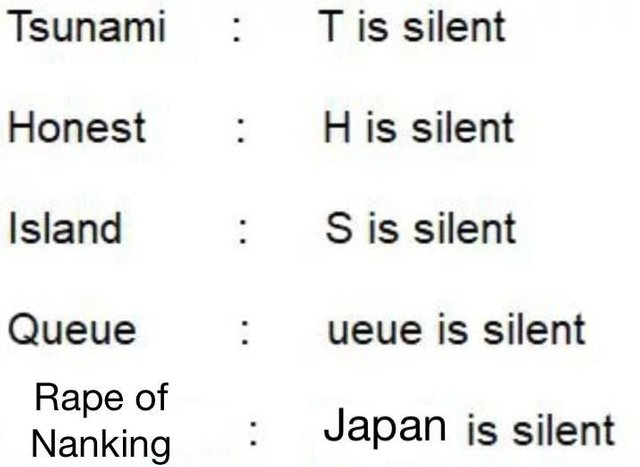 Tsunami : T is silent
Honest : H is silent
Island : S is silent
Queue : ueue is silent
Rape of
Nanking : Japan is silent